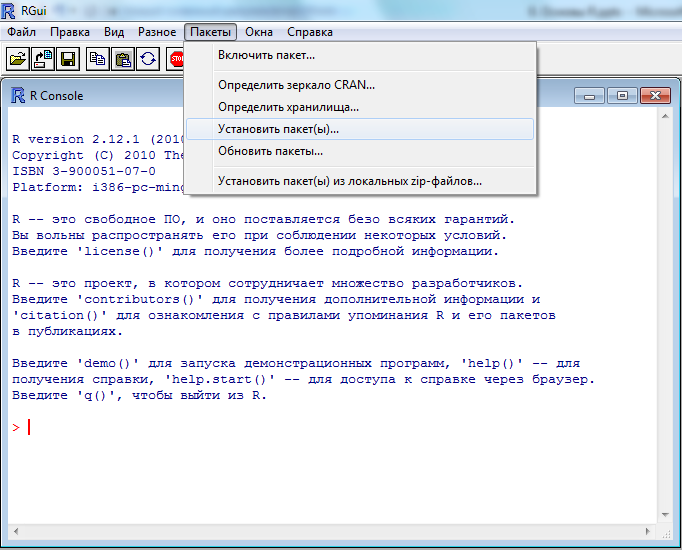 RGui
Файл Правка Вид Разное Пакеты Окна Справка
STOP
Включить пакет...
Определить зеркало CRAN...
Определить хранилища...
Установить пакет(ы)...
Обновить пакеты...
Установить пакет(ы) из локальных zip-файлов...
R Console
R version 2.12.1 (2010
Copyright (C) 2010 The
ISBN 3-900051-07-0
Platform: i386-pc-ming
R -- это свободное ПО, и оно поставляется безо всяких гарантий.
Вы вольны распространять его при соблюдении некоторых условий.
Введите 'license()' для получения более подробной информации.
R -- это проект, в котором сотрудничает множество разработчиков.
Введите 'contributors()' для получения дополнительной информации и
'citation()' для ознакомления с правилами упоминания R и его пакетов
в публикациях.
Введите 'demo()' для запуска демонстрационных программ, 'help()' -- для
получения справки, 'help.start()' -- для доступа к справке через браузер.
Введите 'q()', чтобы выйти из R.
>